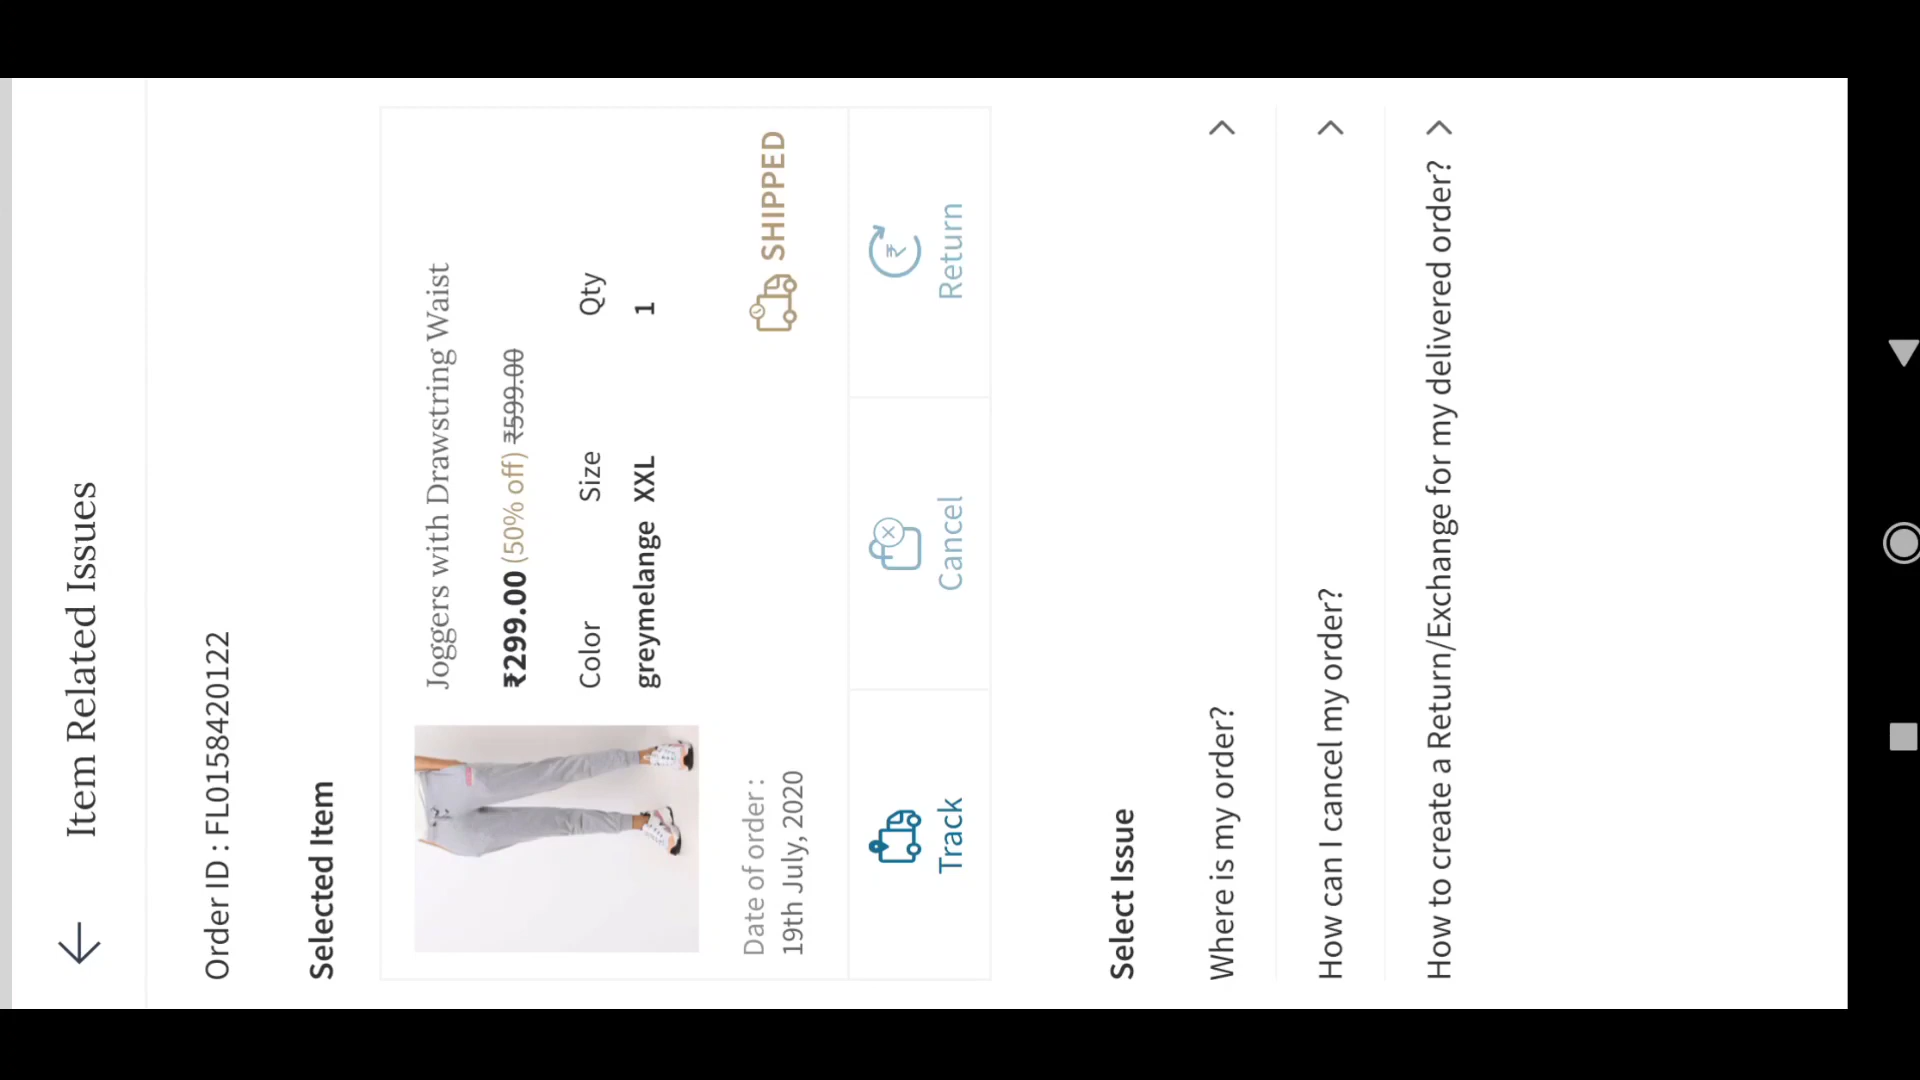 Item Related Issues
Order ID : FL01584201122
Selected Item
Joggers with Drawstring Waist
₹299.00 (50% off) ₹599.00
Color Size Qty
greymelange XXL 1
Date of order :
19th July, 2020
SHIPPED
Track Cancel Return
Select Issue
Where is my order?
How can I cancel my order?
How to create a Return/Exchange for my delivered order?